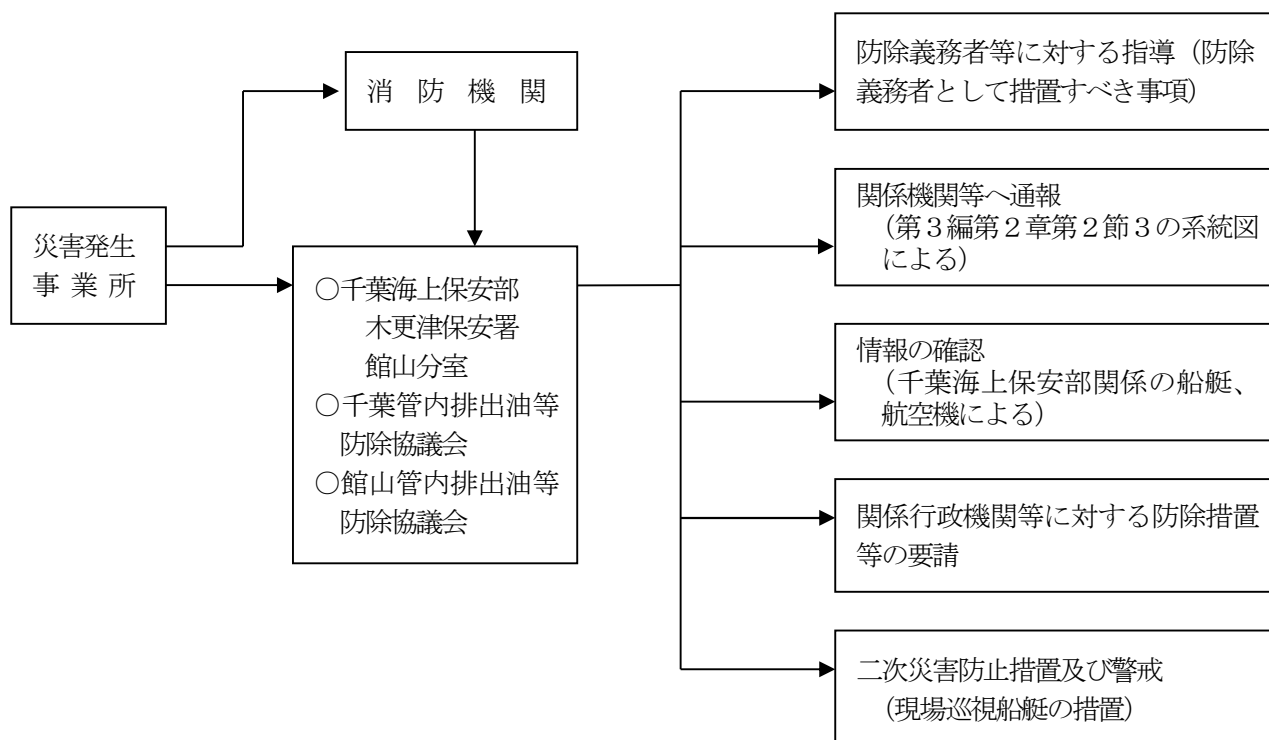 災害発生
事業所
消防機関
○千葉海上保安部
木更津保安署
館山分室
○千葉管内排出油等
防除協議会
○館山管内排出油等
防除協議会
防除義務者等に対する指導（防除
義務者として措置すべき事項）
関係機関等へ通報
（第３編第２章第２節３の系統図
による）
情報の確認
（千葉海上保安部関係の船艇、
航空機による）
関係行政機関等に対する防除措置
等の要請
二次災害防止措置及び警戒
（現場巡視船艇の措置）